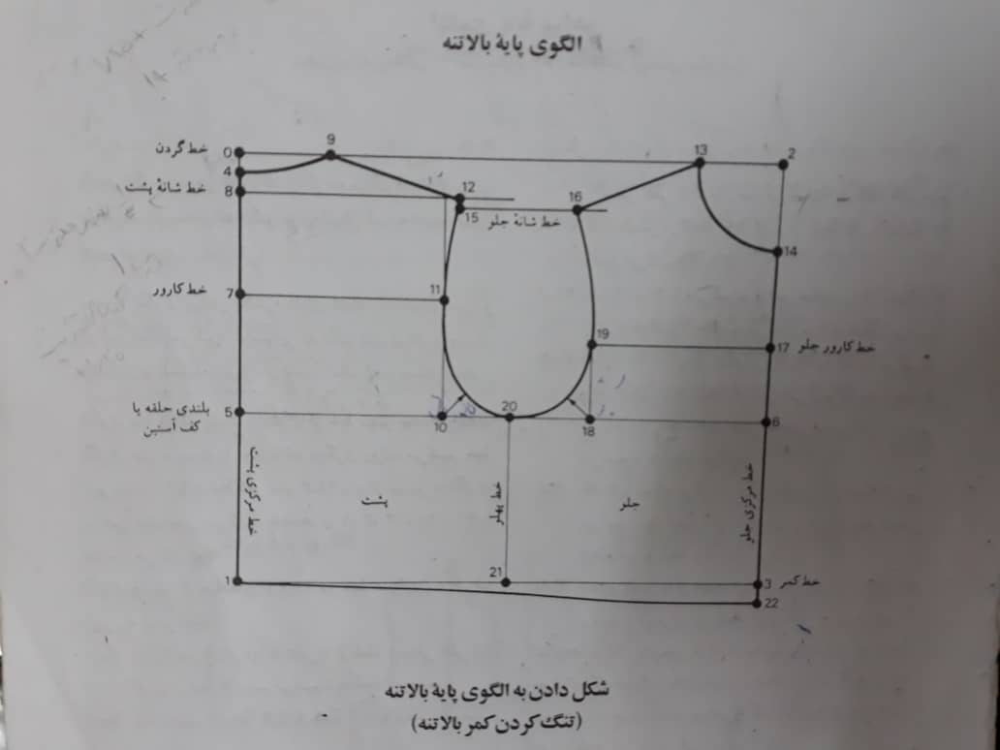 الگوی پایهٔ بالاتنه
9
خط گردن 0
13
2
4
خط شانهٔ پشت 8
12
16
15 خط شانهٔ جلو
14
خط کارور 7
11
19
17 خط کارور جلو
بلندی حلقه یا
کف آستین
5
10
20
18
6
خط مرکزی پشت
پشت
خط پهلو
جلو
خط مرکزی جلو
1
21
3 خط کمر
22
شکل دادن به الگوی پایهٔ بالاتنه
(تنگ کردن کمر بالاتنه)